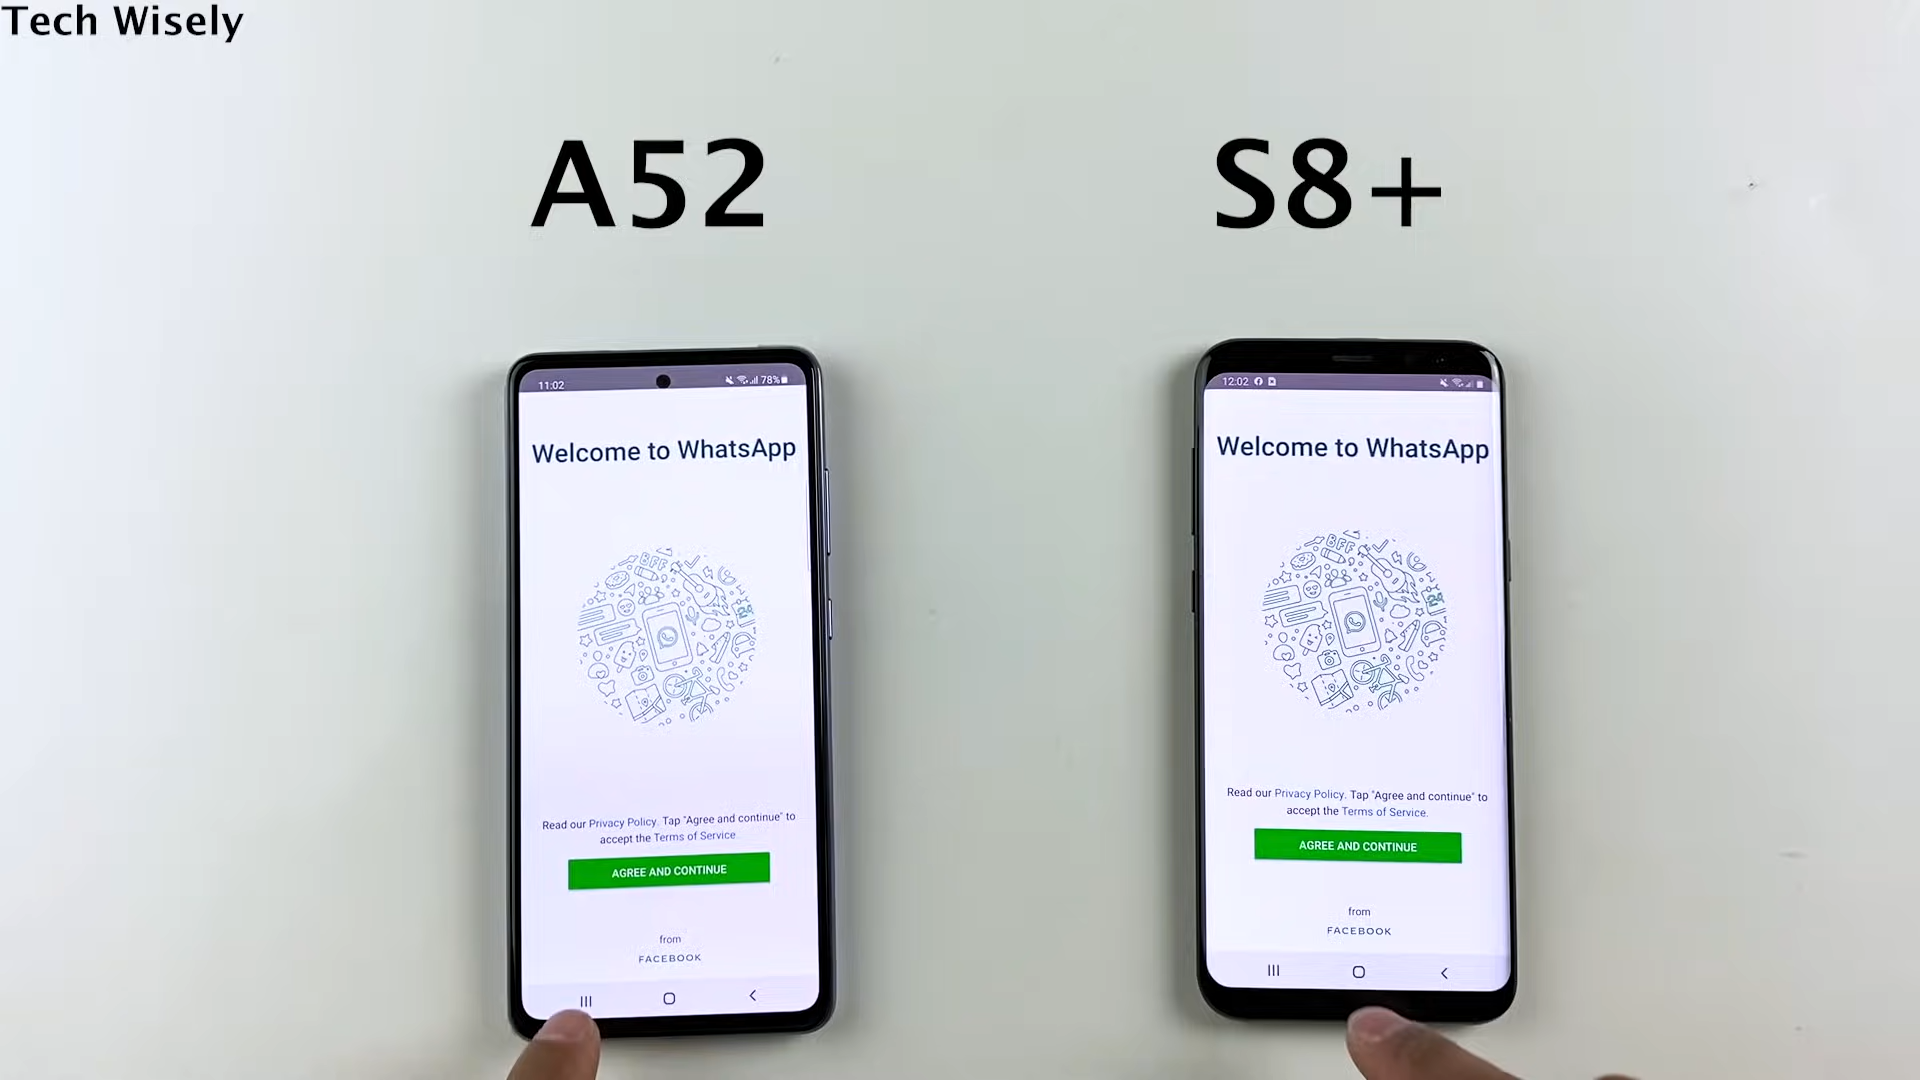 Tech Wisely
A52
S8+
11:02
78%
Welcome to WhatsApp
BFF
Read our Privacy Policy. Tap "Agree and continue" to
accept the Terms of Service.
AGREE AND CONTINUE
from
FACEBOOK
12:02
Welcome to WhatsApp
BFF
Read our Privacy Policy. Tap "Agree and continue" to
accept the Terms of Service.
AGREE AND CONTINUE
from
FACEBOOK